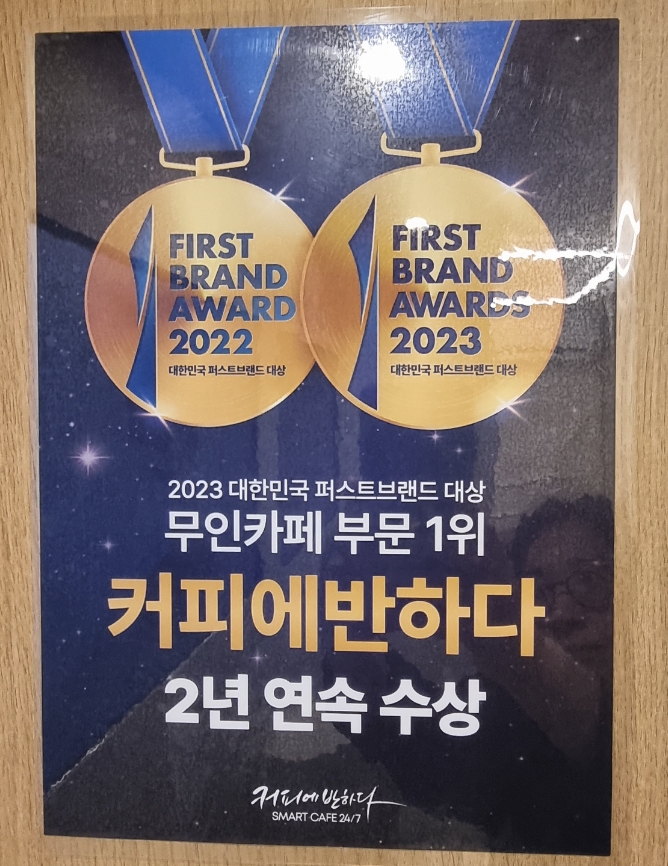 FIRST
BRAND
AWARD
2022
대한민국 퍼스트브랜드 대상
FIRST
BRAND
AWARDS
2023
대한민국 퍼스트브랜드 대상
2023 대한민국 퍼스트브랜드 대상
무인카페 부문 1위
커피에반하다
2년 연속 수상
커피에반하다
SMART CAFE 24/7